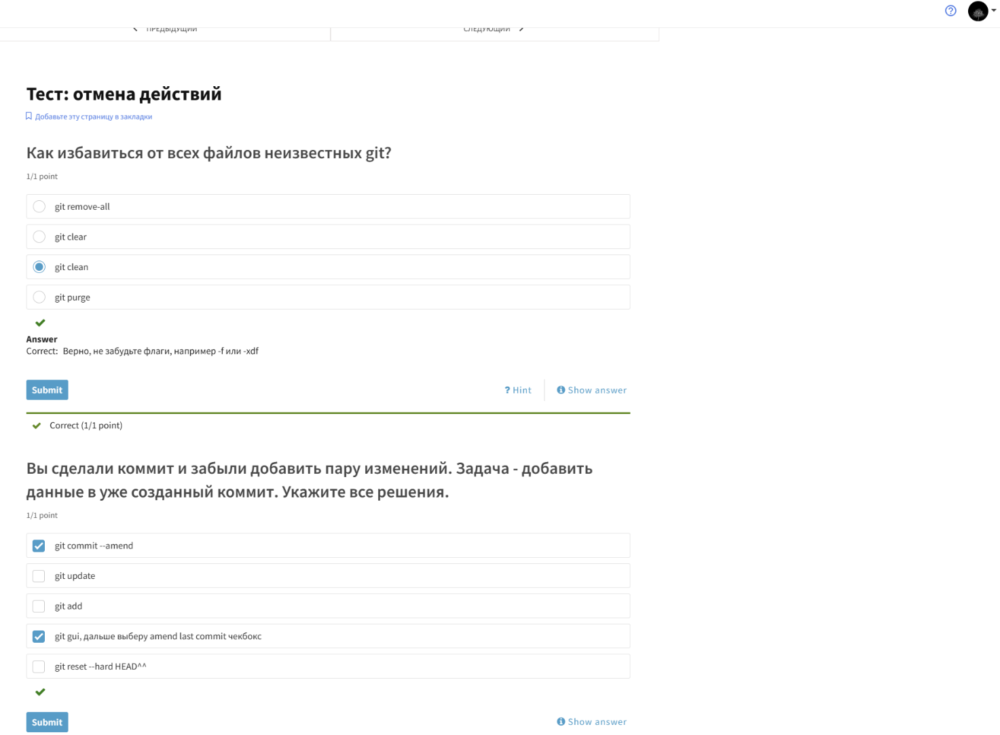 ПРЕДЫДУЩИЙ
СЛЕДУЮЩИЙ
Тест: отмена действий
Добавьте эту страницу в закладки
Как избавиться от всех файлов неизвестных git?
1/1 point
git remove-all
git clear
git clean
git purge
Answer
Correct: Верно, не забудьте флаги, например -f или -xdf
Submit
? Hint
Show answer
Correct (1/1 point)
Вы сделали коммит и забыли добавить пару изменений. Задача - добавить
данные в уже созданный коммит. Укажите все решения.
1/1 point
git commit --amend
git update
git add
git gui, дальше выберу amend last commit чекбокс
git reset --hard HEAD^^
Submit
Show answer